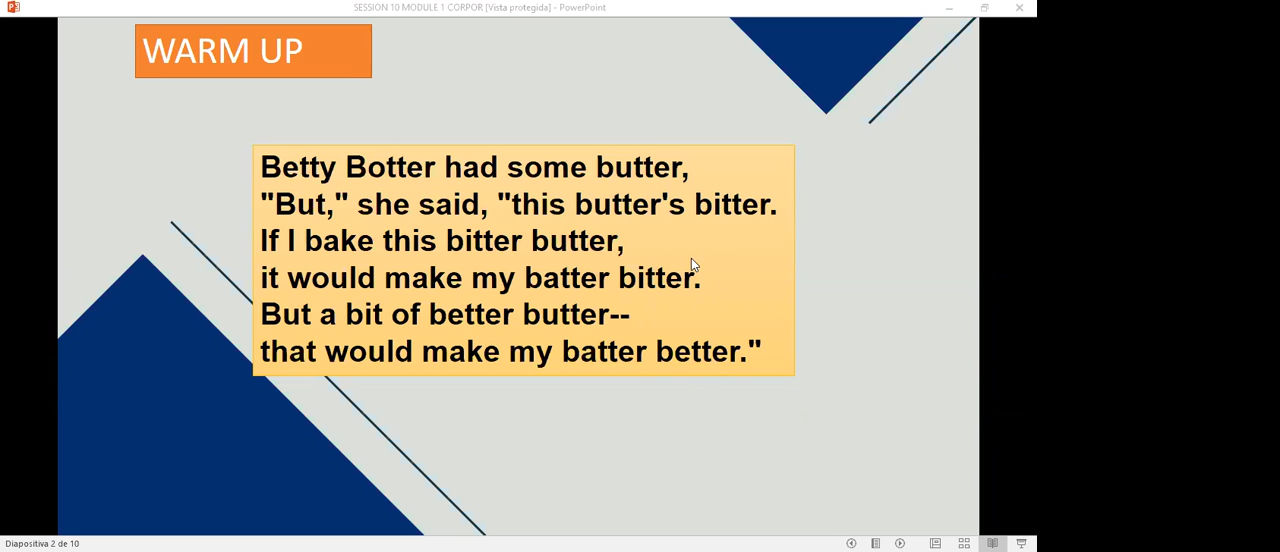 SESSION 10 MODULE 1 CORPOR [Vista protegida] - PowerPoint
WARM UP
Betty Botter had some butter,
"But," she said, "this butter's bitter.
If I bake this bitter butter,
it would make my batter bitter.
But a bit of better butter--
that would make my batter better."
Diapositiva 2 de 10